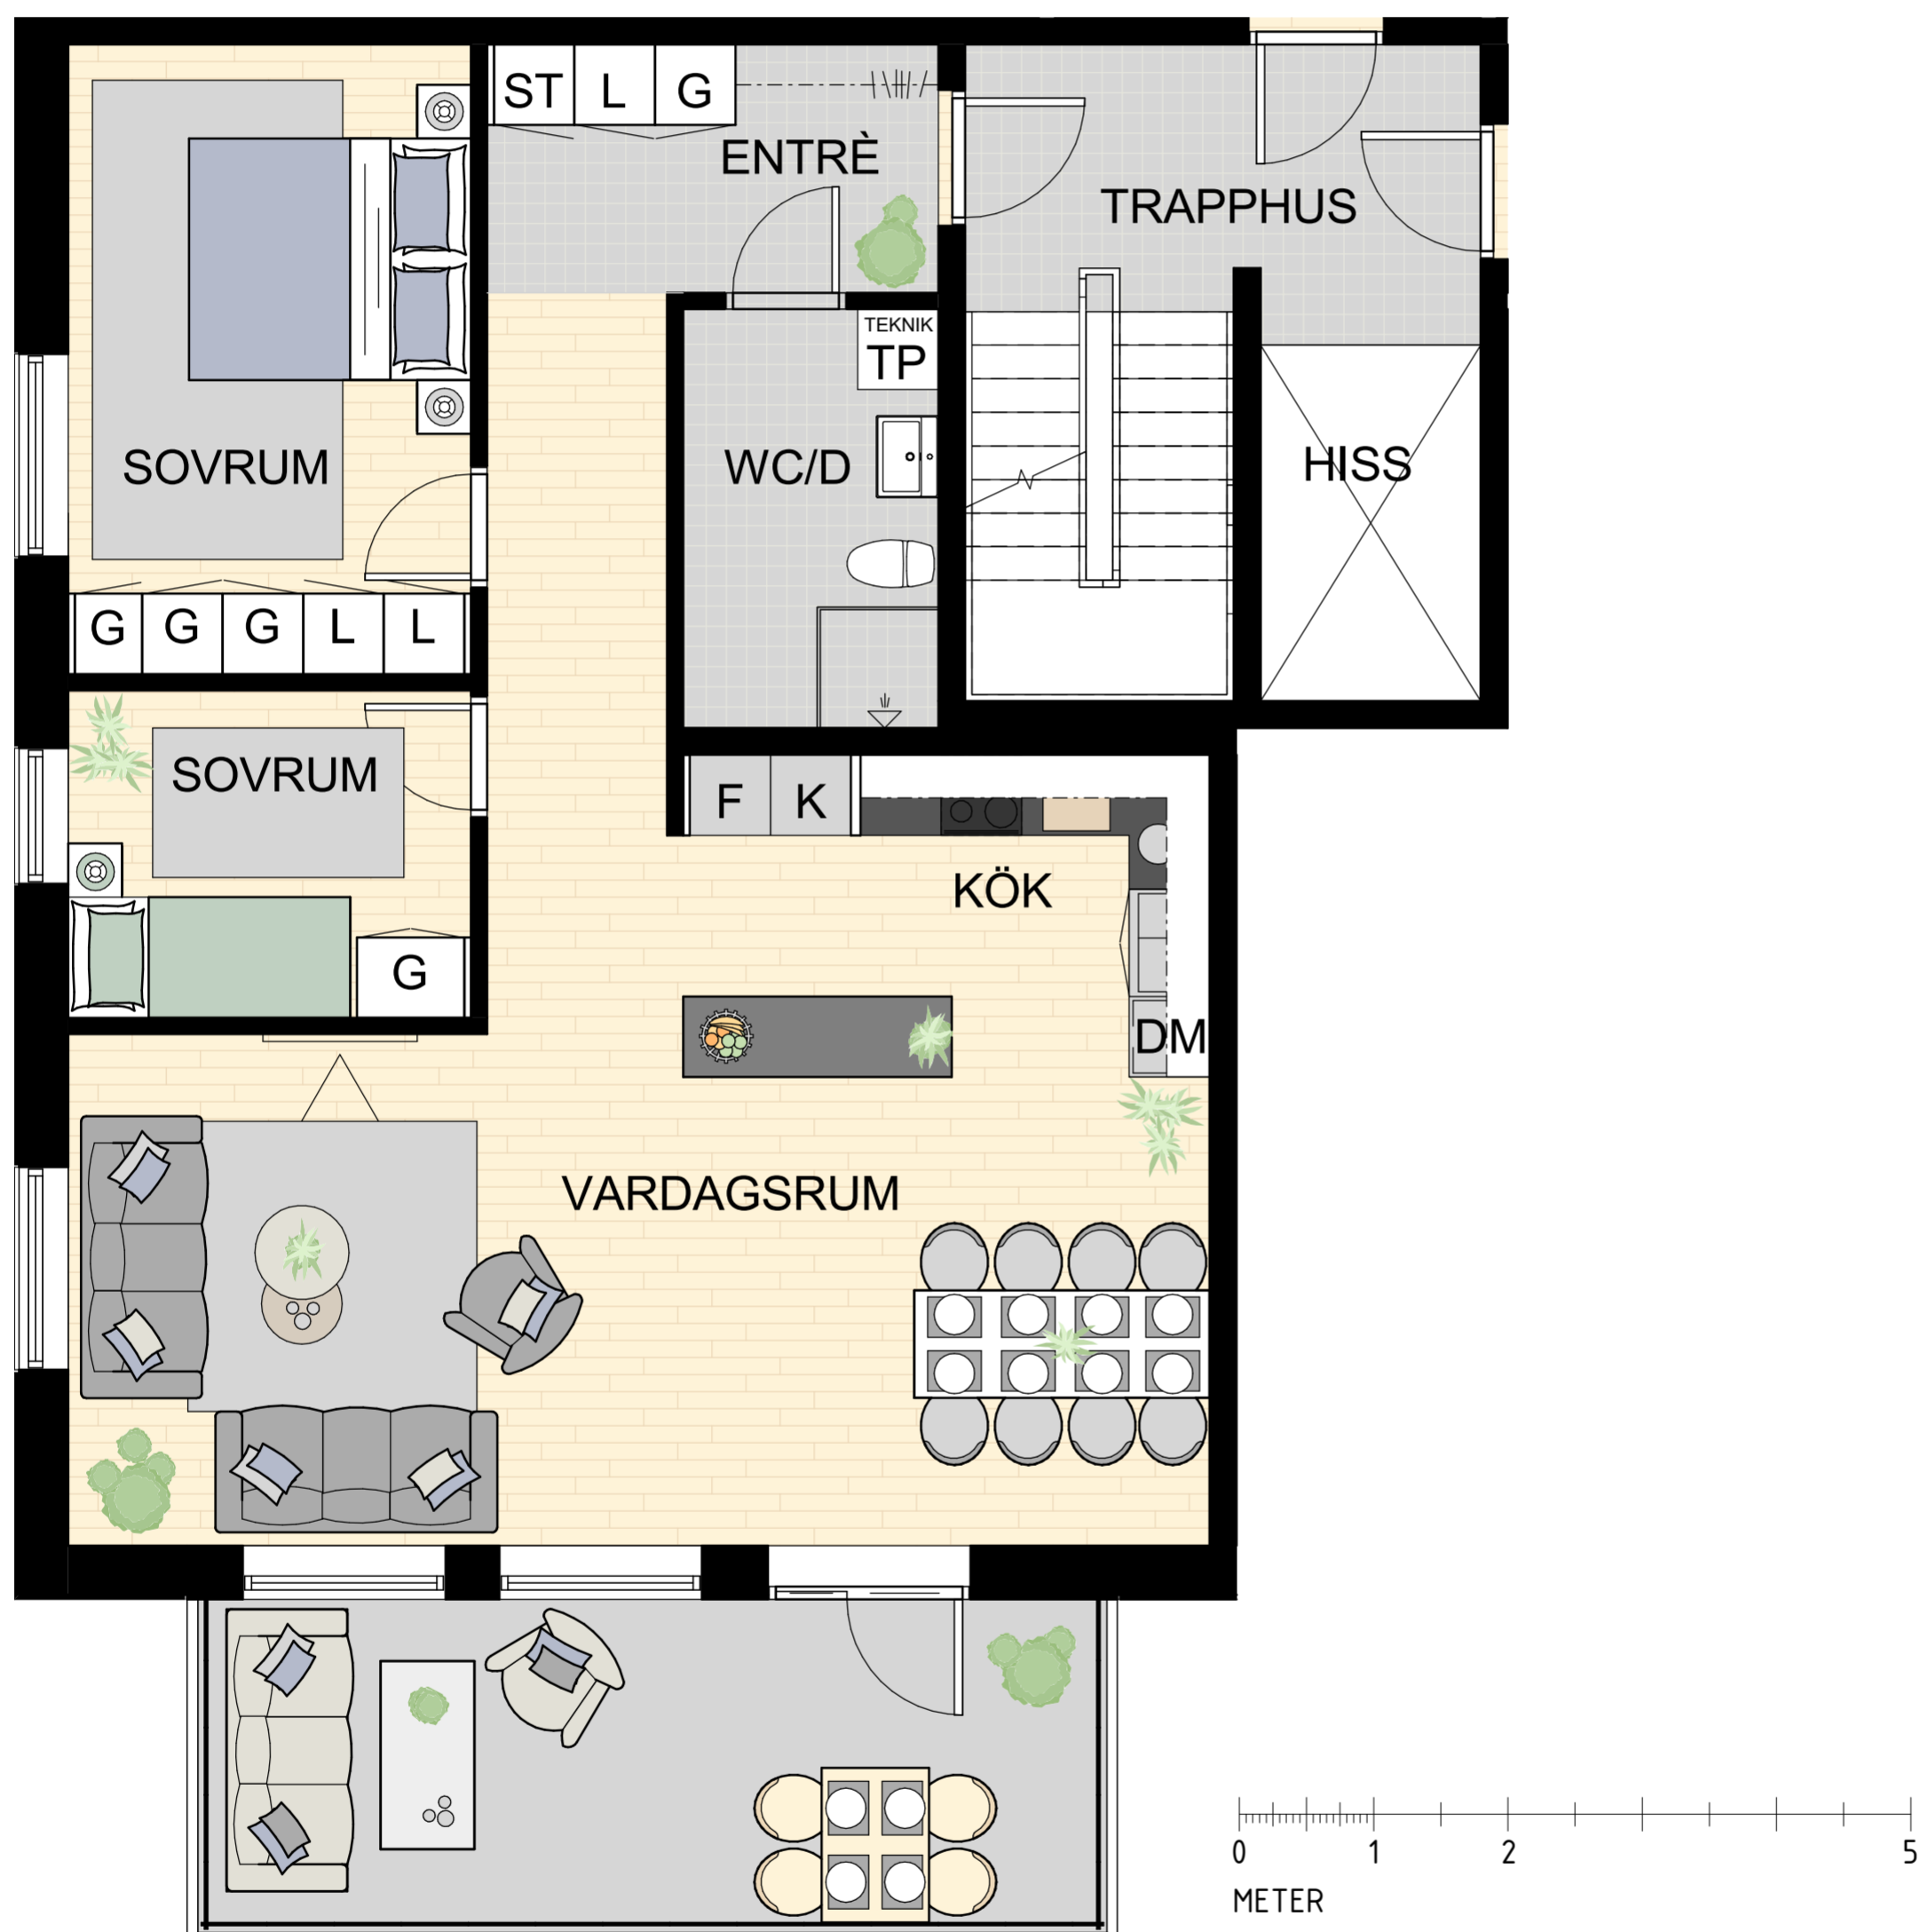 ST L G
ENTRÈ
TRAPPHUS
TEKNIK
TP
SOVRUM
WC/D
HISS
G G G L L
SOVRUM
F K
KÖK
G
DM
VARDAGSRUM
0 1 2 5
METER